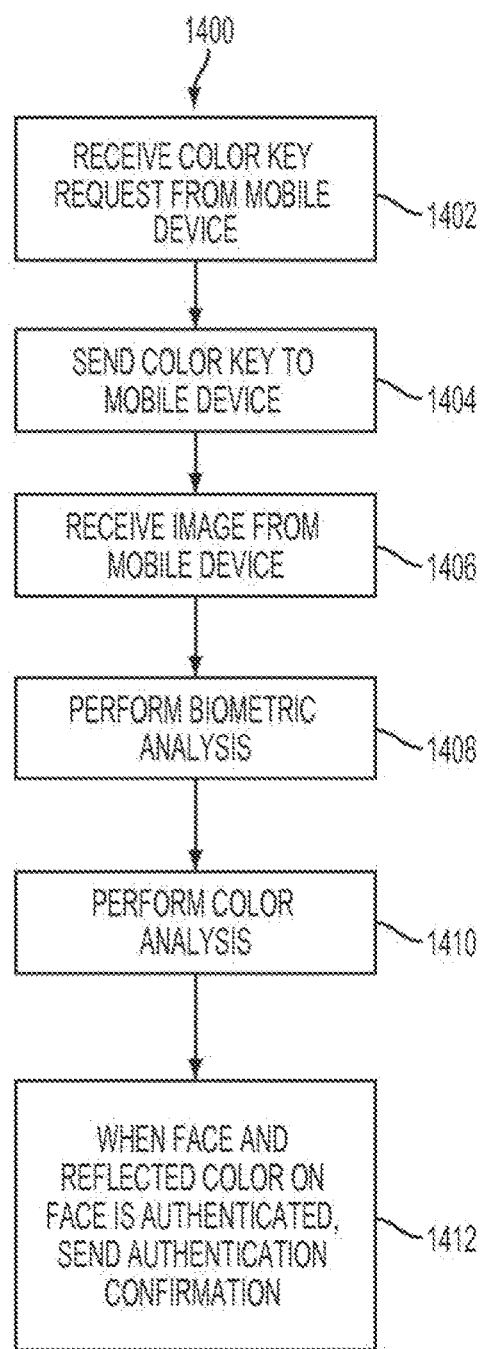 1400
RECEIVE COLOR KEY
REQUEST FROM MOBILE
DEVICE
1402
SEND COLOR KEY TO
MOBILE DEVICE
1404
RECEIVE IMAGE FROM
MOBILE DEVICE
1406
PERFORM BIOMETRIC
ANALYSIS
1408
PERFORM COLOR
ANALYSIS
1410
WHEN FACE AND
REFLECTED COLOR ON
FACE IS AUTHENTICATED,
SEND AUTHENTICATION
CONFIRMATION
1412